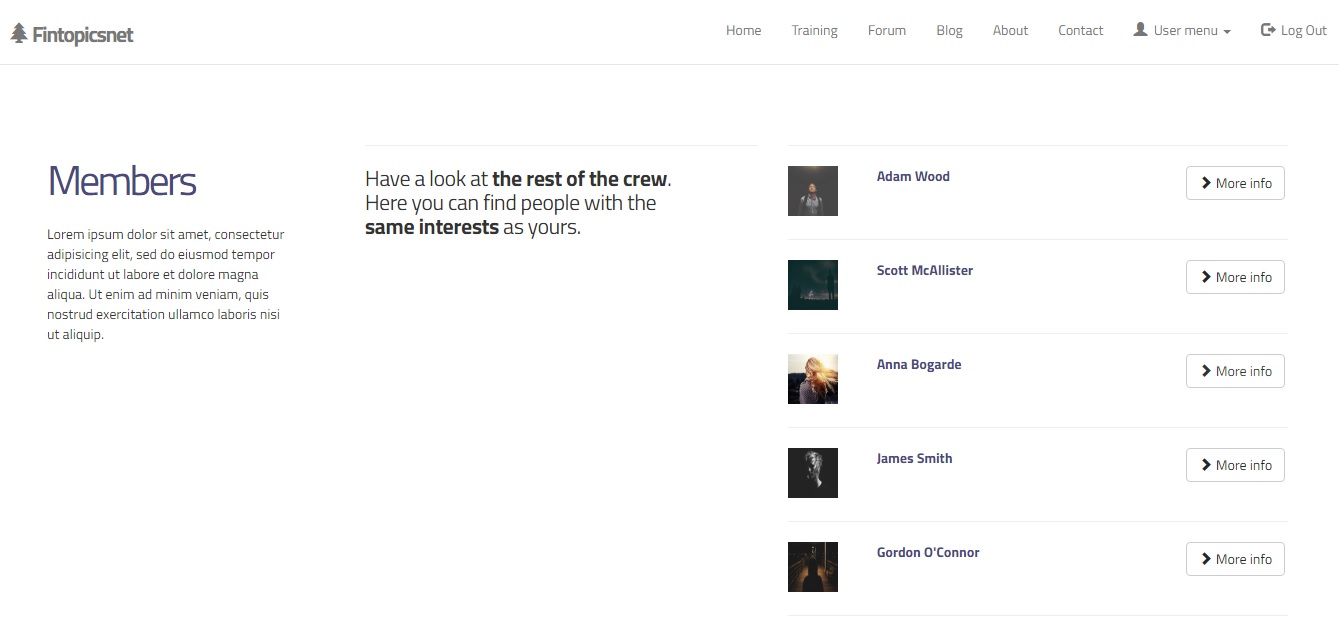 Fintopicsnet
Home Training Forum Blog About Contact User menu Log Out
Members
Lorem ipsum dolor sit amet, consectetur
adipisicing elit, sed do eiusmod tempor
incididunt ut labore et dolore magna
aliqua. Ut enim ad minim veniam, quis
nostrud exercitation ullamco laboris nisi
ut aliquip.
Have a look at the rest of the crew.
Here you can find people with the
same interests as yours.
Adam Wood More info
Scott McAllister More info
Anna Bogarde More info
James Smith More info
Gordon O'Connor More info